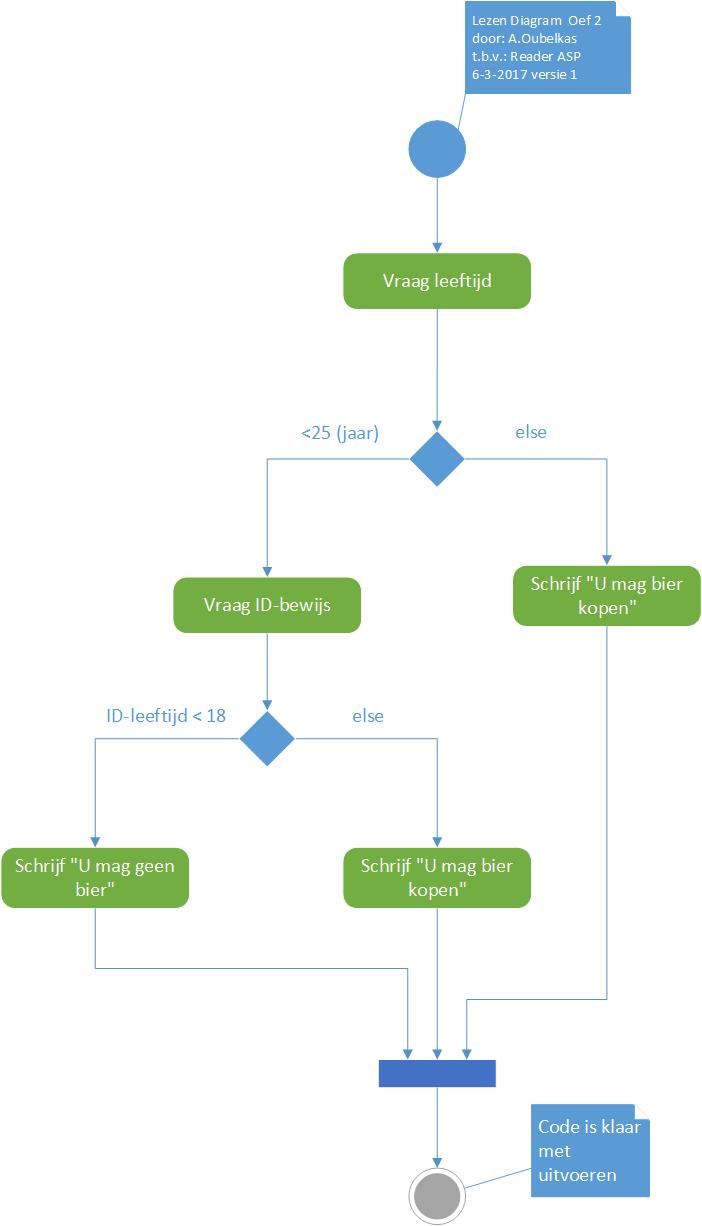 Lezen Diagram  Oef 2
door: A.Oubelkas
t.b.v.: Reader ASP
6-3-2017 versie 1
Vraag leeftijd
<25 (jaar)
else
Vraag ID-bewijs
Schrijf "U mag bier
kopen"
ID-leeftijd < 18
else
Schrijf "U mag geen
bier"
Schrijf "U mag bier
kopen"
Code is klaar
met
uitvoeren